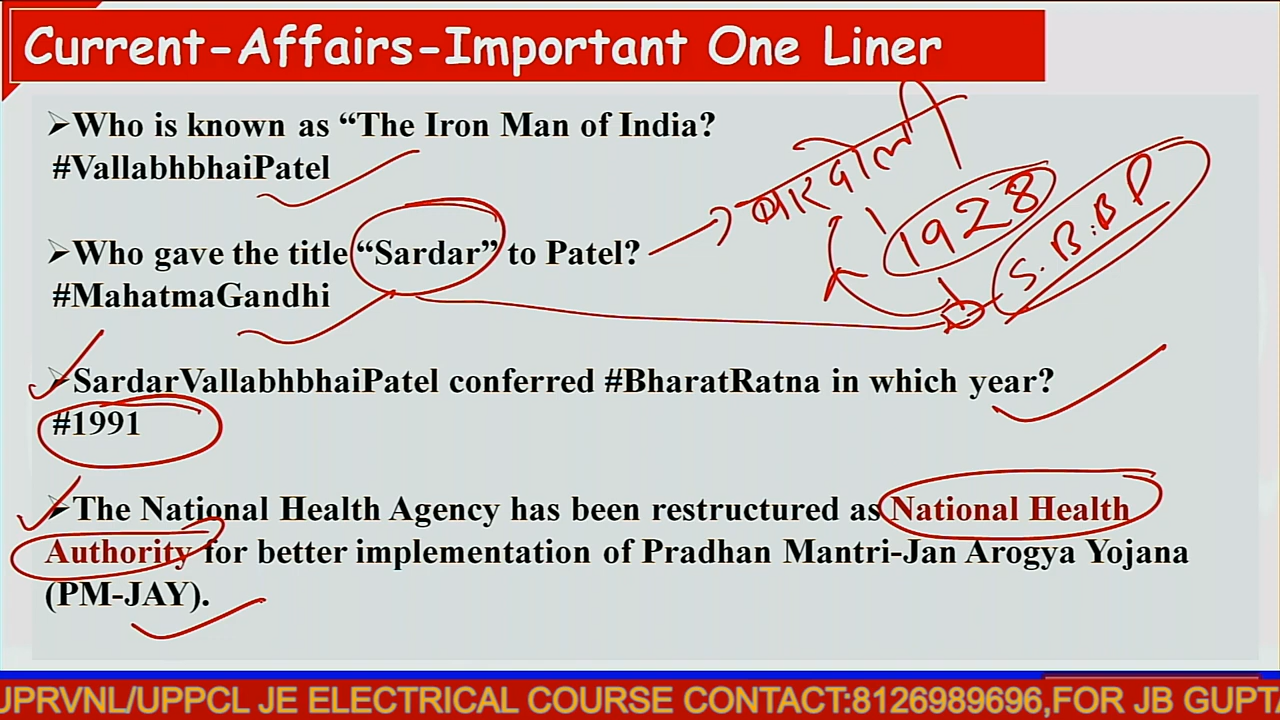 Current-Affairs-Important One Liner
➢Who is known as “The Iron Man of India?
#VallabhbhaiPatel
➢Who gave the title “Sardar” to Patel?
#MahatmaGandhi
बारदोली
1928
S.B.BP
➢SardarVallabhbhaiPatel conferred #BharatRatna in which year?
#1991
➢The National Health Agency has been restructured as National Health
Authority for better implementation of Pradhan Mantri-Jan Arogya Yojana
(PM-JAY).
JPRVNL/UPPCL JE ELECTRICAL COURSE CONTACT:8126989696,FOR JB GUPTA